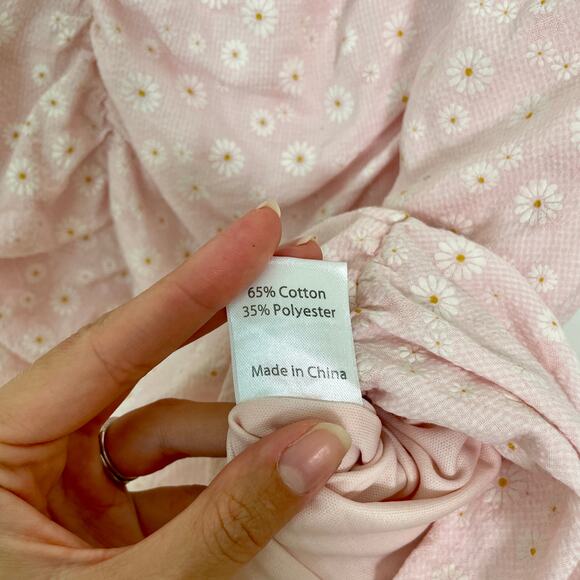 65% Cotton
35% Polyester
Made in China